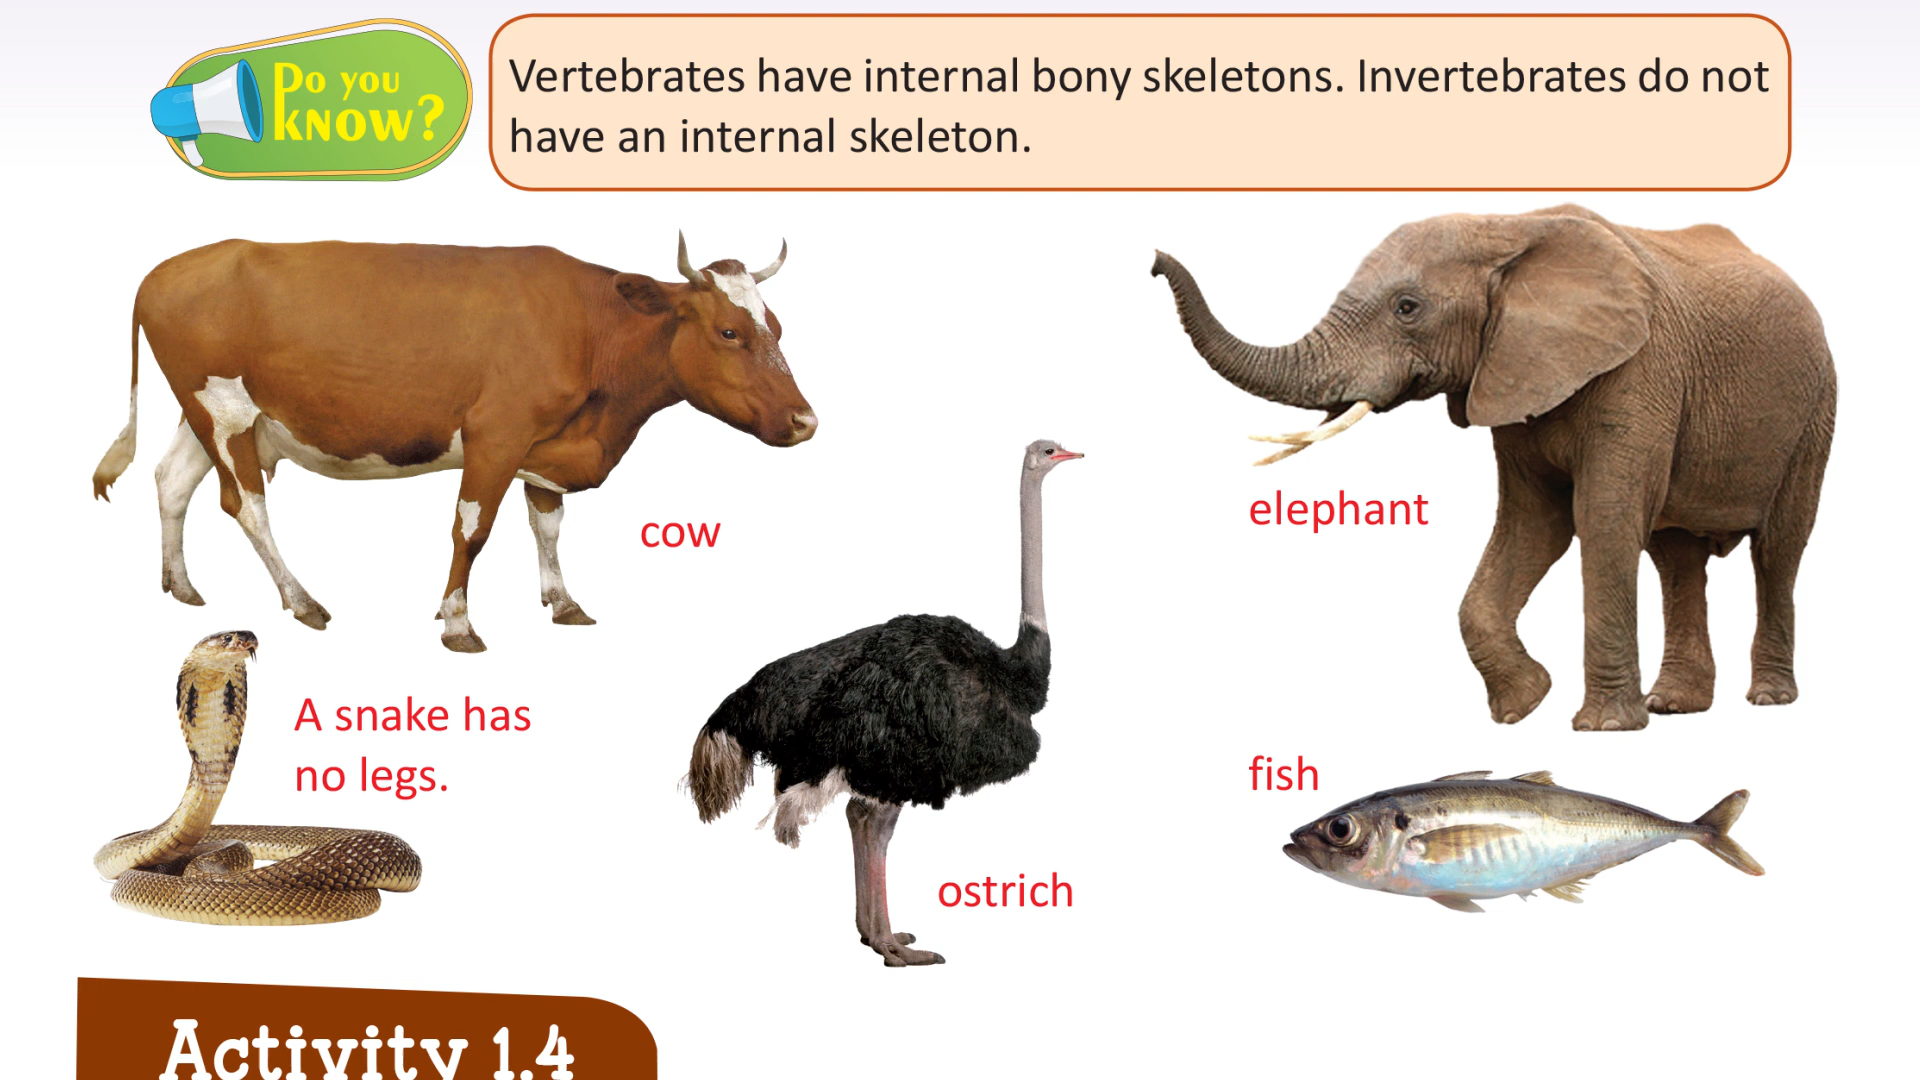 Do you
know?
Vertebrates have internal bony skeletons. Invertebrates do not
have an internal skeleton.
cow
elephant
A snake has
no legs.
fish
ostrich
Activity 1.4